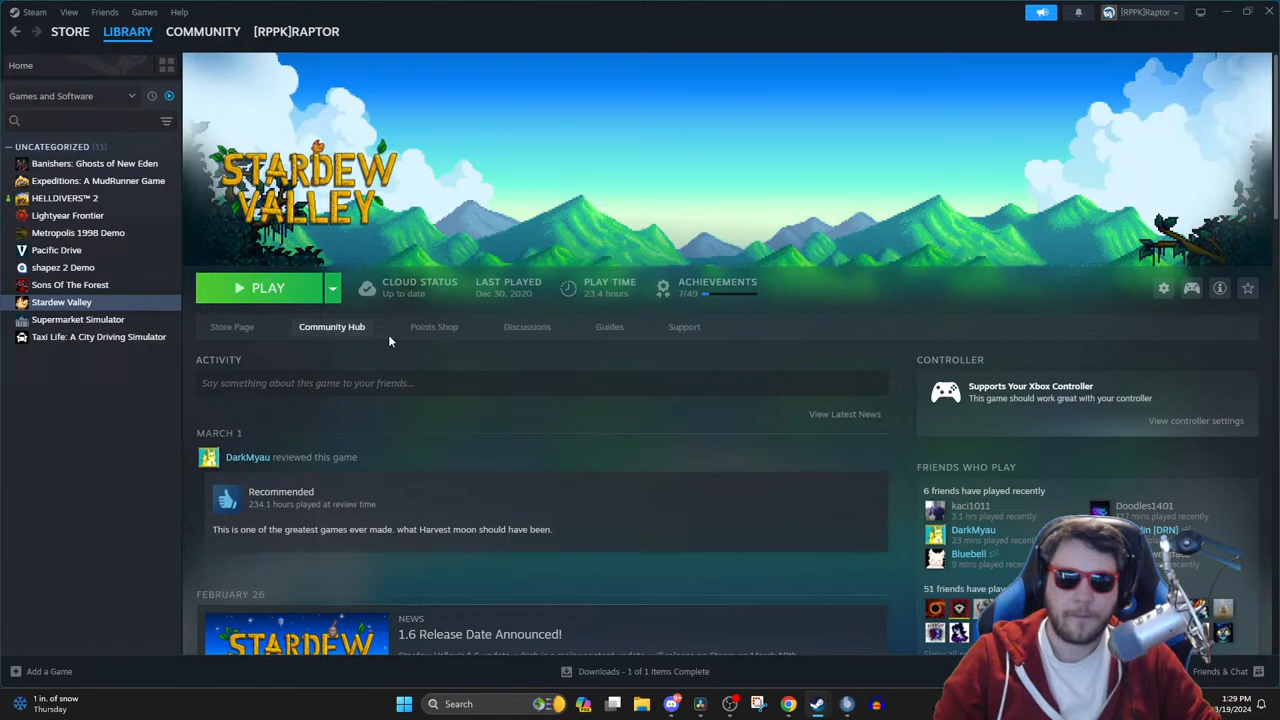 Steam View Friends Games Help
[RPPK]Raptor
STORE LIBRARY COMMUNITY [RPPK]RAPTOR
Home
Games and Software
UNCATEGORIZED (11)
Banishers: Ghosts of New Eden
Expeditions: A MudRunner Game
HELLDIVERS™ 2
Lightyear Frontier
Metropolis 1998 Demo
Pacific Drive
shapez 2 Demo
Sons Of The Forest
Stardew Valley
Supermarket Simulator
Taxi Life: A City Driving Simulator
STARDEW
VALLEY
PLAY
CLOUD STATUS
Up to date
LAST PLAYED
Dec 30, 2020
PLAY TIME
23.4 hours
ACHIEVEMENTS
7/49
Store Page Community Hub Points Shop Discussions Guides Support
ACTIVITY
Say something about this game to your friends...
View Latest News
MARCH 1
DarkMyau reviewed this game
Recommended
234.1 hours played at review time
This is one of the greatest games ever made. what Harvest moon should have been.
FEBRUARY 26
STARDEW
NEWS
1.6 Release Date Announced!
CONTROLLER
Supports Your Xbox Controller
This game should work great with your controller
View controller settings
FRIENDS WHO PLAY
6 friends have played recently
kaci1011
3.1 hrs played recently
Doodles1401
117 mins played recently
DarkMyau
23 mins played recently
[DRN]
Bluebell
9 mins played recently
51 friends have
Add a Game
Downloads - 1 of 1 Items Complete
Friends & Chat
1 in. of snow
Thursday
Search
1:29 PM
/19/2024